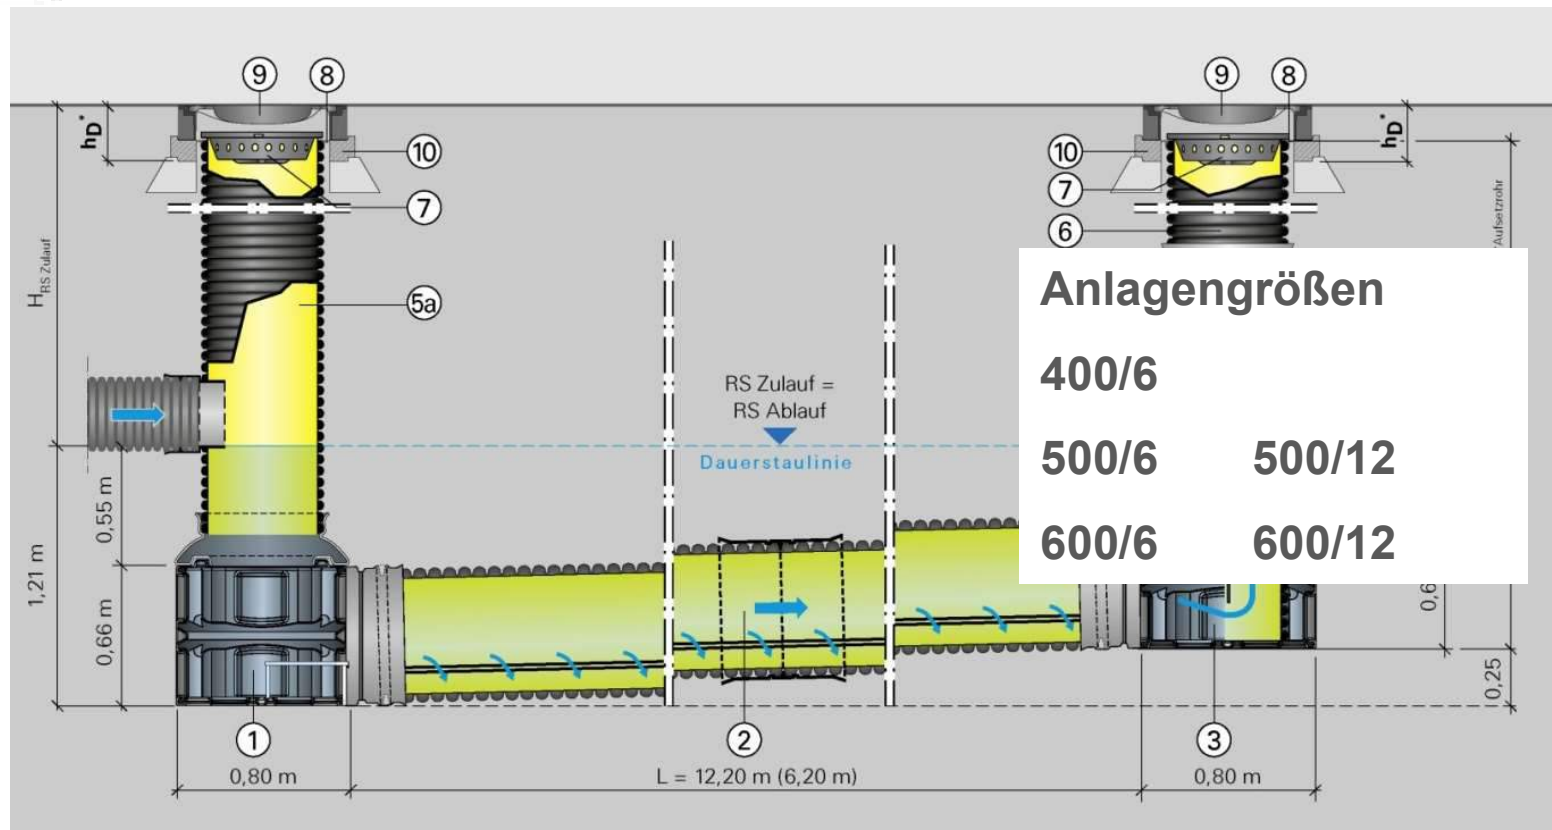 9 8 9 8
hD* hD*
10 10
7 7
6
HRS Zulauf
5a
Aufsetzrohr
Anlagengrößen
400/6
500/6 500/12
600/6 600/12
RS Zulauf =
RS Ablauf
Dauerstaulinie
0,55 m
1,21 m
0,66 m
0,25
1 2 3
0,80 m L = 12,20 m (6,20 m) 0,80 m